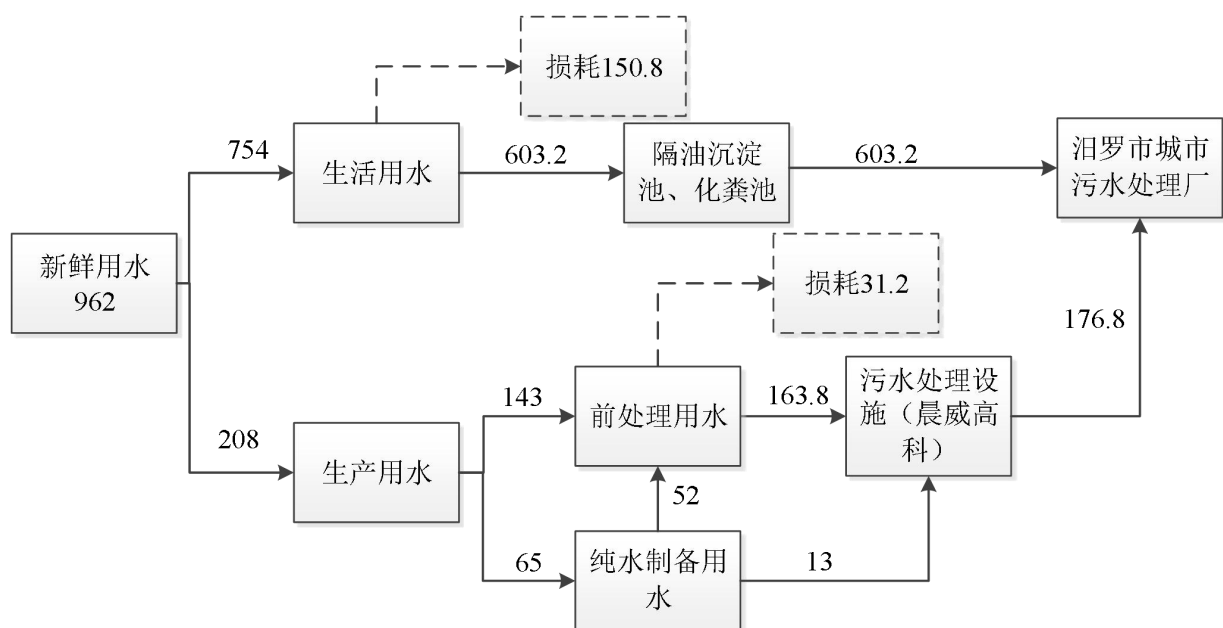 损耗150.8
754
生活用水
603.2
隔油沉淀
池、化粪池
603.2
汨罗市城市
污水处理厂
新鲜用水
962
损耗31.2
176.8
208
生产用水
143
前处理用水
163.8
污水处理设
施（晨威高
科）
52
65
纯水制备用
水
13